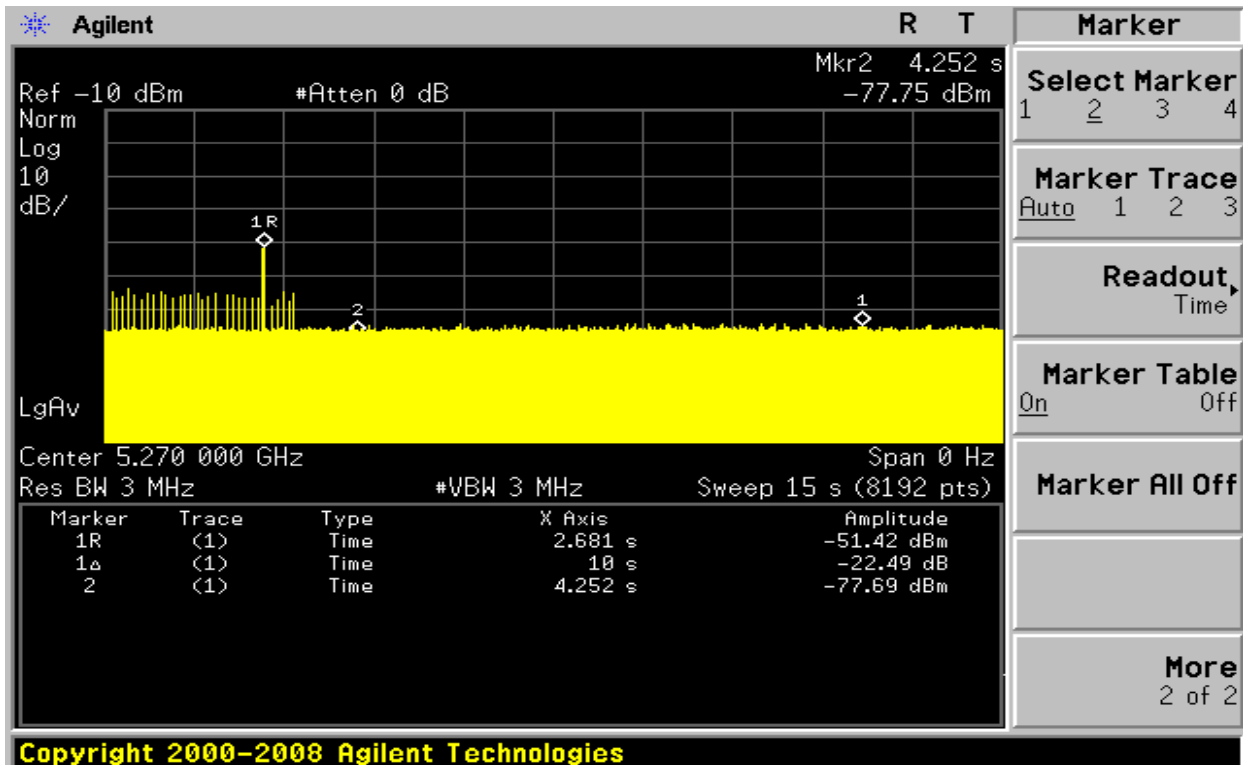 Agilent R T Marker
Mkr2 4.252 s
Ref −10 dBm #Atten 0 dB −77.75 dBm
Norm
Log
10
dB/
1R
2
1
LgAv
Center 5.270 000 GHz Span 0 Hz
Res BW 3 MHz #VBW 3 MHz Sweep 15 s (8192 pts)
Marker Trace Type X Axis Amplitude
1R (1) Time 2.681 s −51.42 dBm
1Δ (1) Time 10 s −22.49 dB
2 (1) Time 4.252 s −77.69 dBm
Select Marker
1 2 3 4
Marker Trace
Auto 1 2 3
Readout
Time
Marker Table
On Off
Marker All Off
More
2 of 2
Copyright 2000–2008 Agilent Technologies